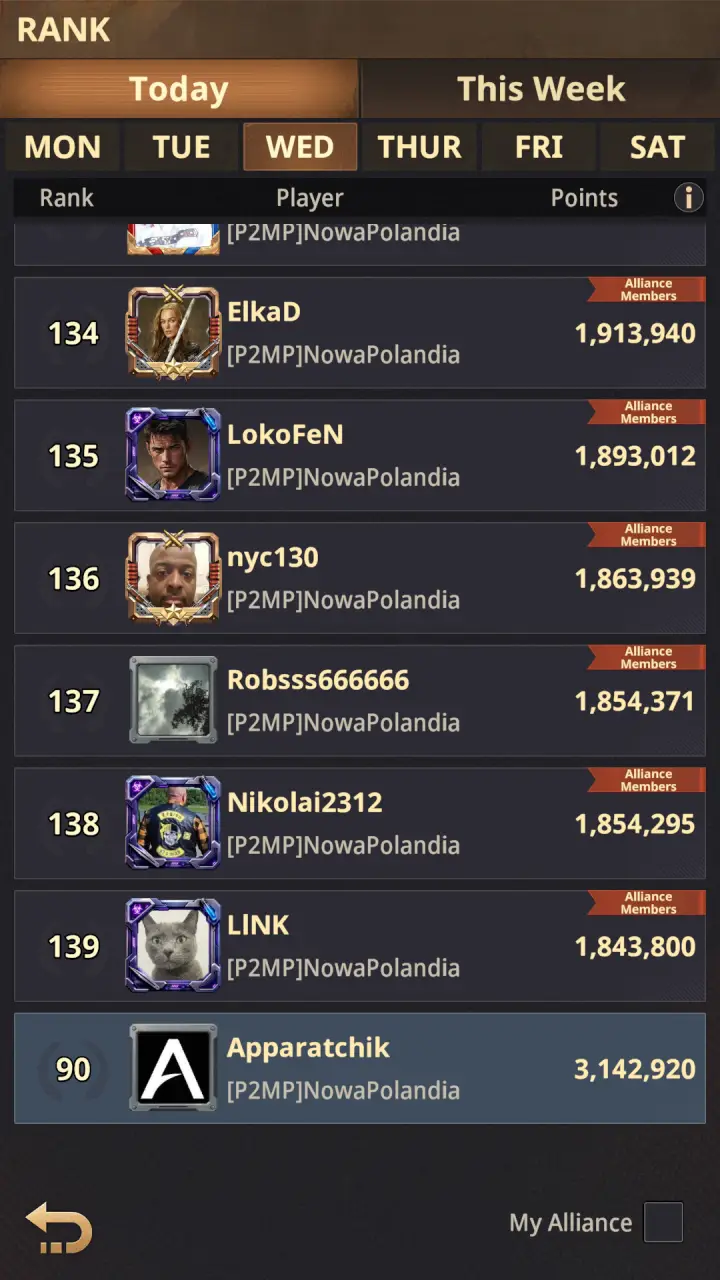 RANK
Today
This Week
MON
TUE
WED
THUR
FRI
SAT
Rank
Player
Points
i
[P2MP]NowaPolandia
134
ElkaD
[P2MP]NowaPolandia
Alliance
Members
1,913,940
135
LokoFeN
[P2MP]NowaPolandia
Alliance
Members
1,893,012
136
nyc130
[P2MP]NowaPolandia
Alliance
Members
1,863,939
137
Robsss666666
[P2MP]NowaPolandia
Alliance
Members
1,854,371
138
Nikolai2312
[P2MP]NowaPolandia
Alliance
Members
1,854,295
139
LINK
[P2MP]NowaPolandia
Alliance
Members
1,843,800
90
A
Apparatchik
[P2MP]NowaPolandia
3,142,920
My Alliance